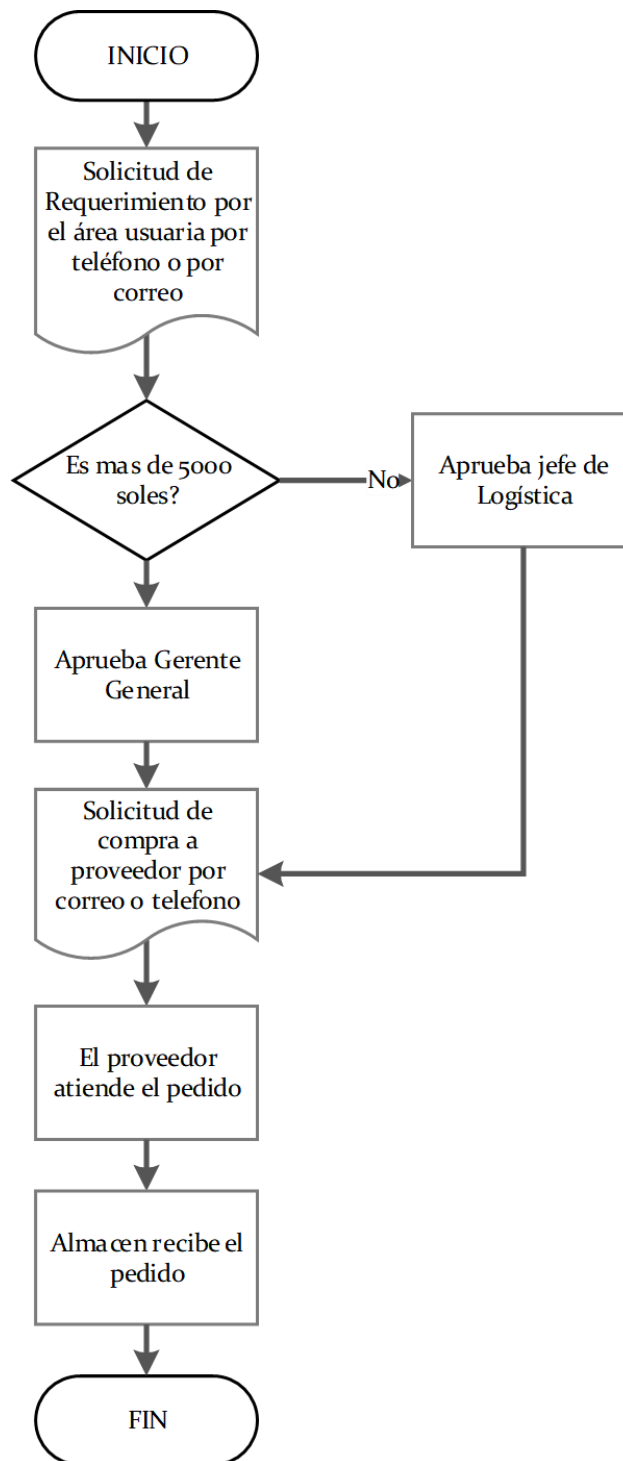 INICIO
Solicitud de
Requerimiento por
el área usuaria por
teléfono o por
correo
Es mas de 5000
soles?
No
Aprueba jefe de
Logística
Aprueba Gerente
General
Solicitud de
compra a
proveedor por
correo o telefono
El proveedor
atiende el pedido
Almacen recibe el
pedido
FIN